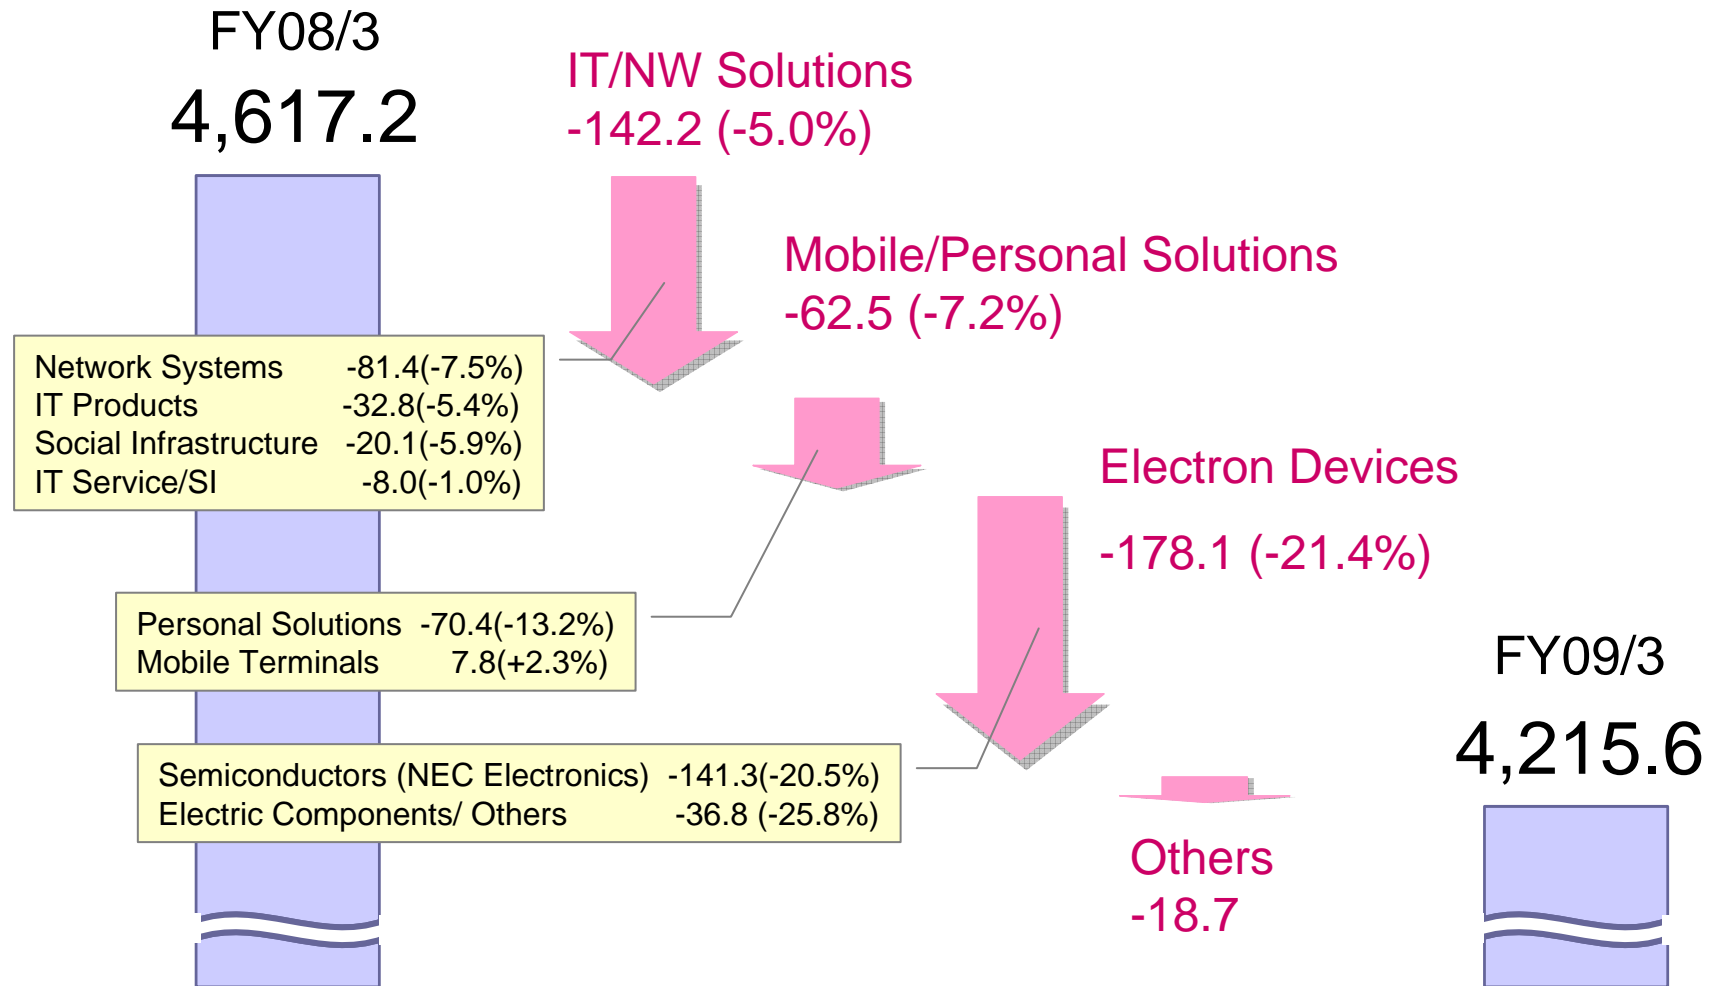 FY08/3
4,617.2
IT/NW Solutions
-142.2 (-5.0%)
Mobile/Personal Solutions
-62.5 (-7.2%)
Network Systems -81.4(-7.5%)
IT Products -32.8(-5.4%)
Social Infrastructure -20.1(-5.9%)
IT Service/SI -8.0(-1.0%)
Electron Devices
-178.1 (-21.4%)
Personal Solutions -70.4(-13.2%)
Mobile Terminals 7.8(+2.3%)
FY09/3
4,215.6
Semiconductors (NEC Electronics) -141.3(-20.5%)
Electric Components/ Others -36.8 (-25.8%)
Others
-18.7